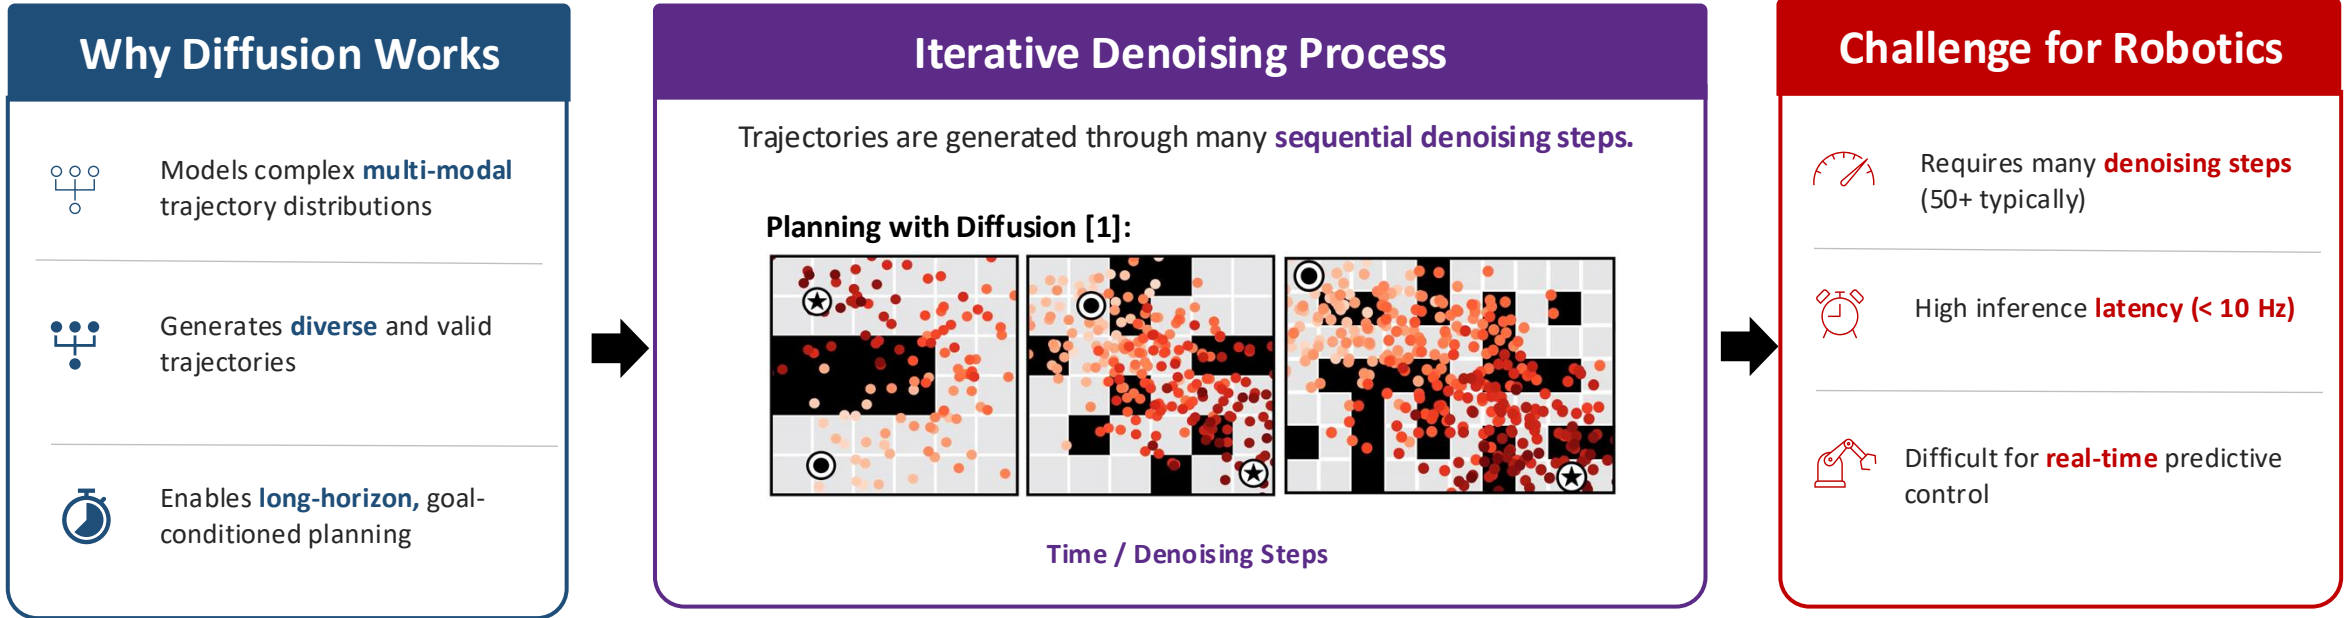 Why Diffusion Works
Models complex multi-modal
trajectory distributions
Generates diverse and valid
trajectories
Enables long-horizon, goal-
conditioned planning
Iterative Denoising Process
Trajectories are generated through many sequential denoising steps.
Planning with Diffusion [1]:
Time / Denoising Steps
Challenge for Robotics
Requires many denoising steps
(50+ typically)
High inference latency (< 10 Hz)
Difficult for real-time predictive
control